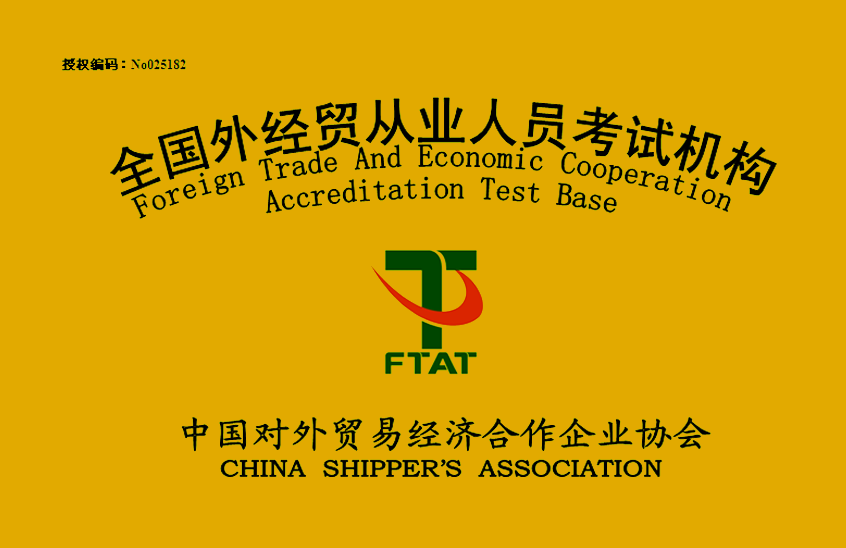 授权编码：No025182
全国外经贸从业人员考试机构
Foreign Trade And Economic Cooperation
Accreditation Test Base
FTAT
中国对外贸易经济合作企业协会
CHINA SHIPPER'S ASSOCIATION